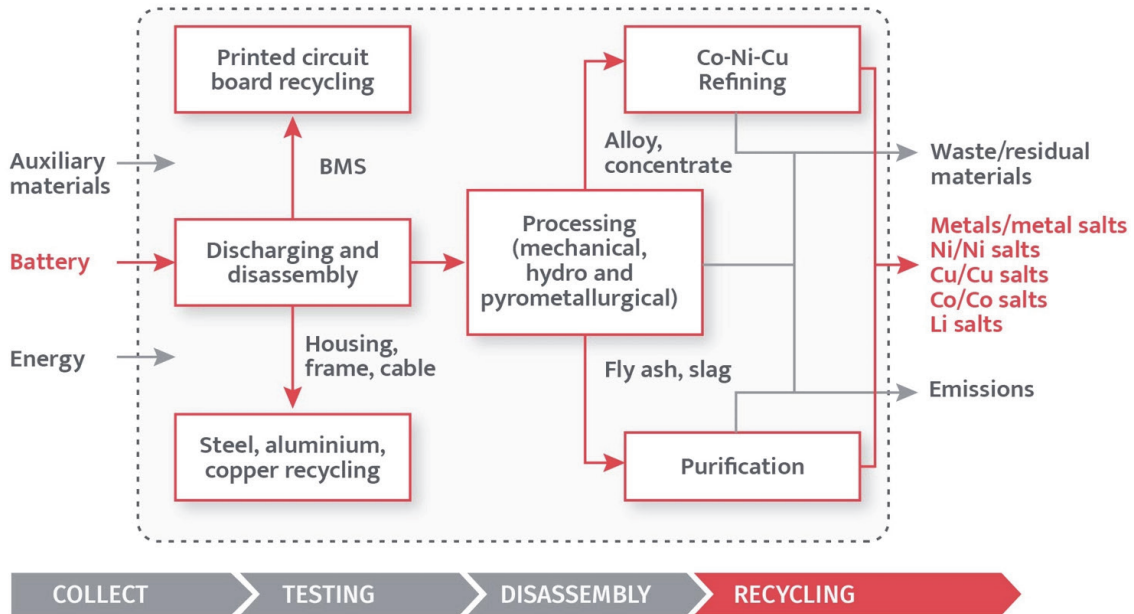 Printed circuit
board recycling
Co-Ni-Cu
Refining
Auxiliary
materials
BMS
Alloy,
concentrate
Waste/residual
materials
Battery
Discharging and
disassembly
Processing
(mechanical,
hydro and
pyrometallurgical)
Metals/metal salts
Ni/Ni salts
Cu/Cu salts
Co/Co salts
Li salts
Energy
Housing,
frame, cable
Fly ash, slag
Emissions
Steel, aluminium,
copper recycling
Purification
COLLECT
TESTING
DISASSEMBLY
RECYCLING